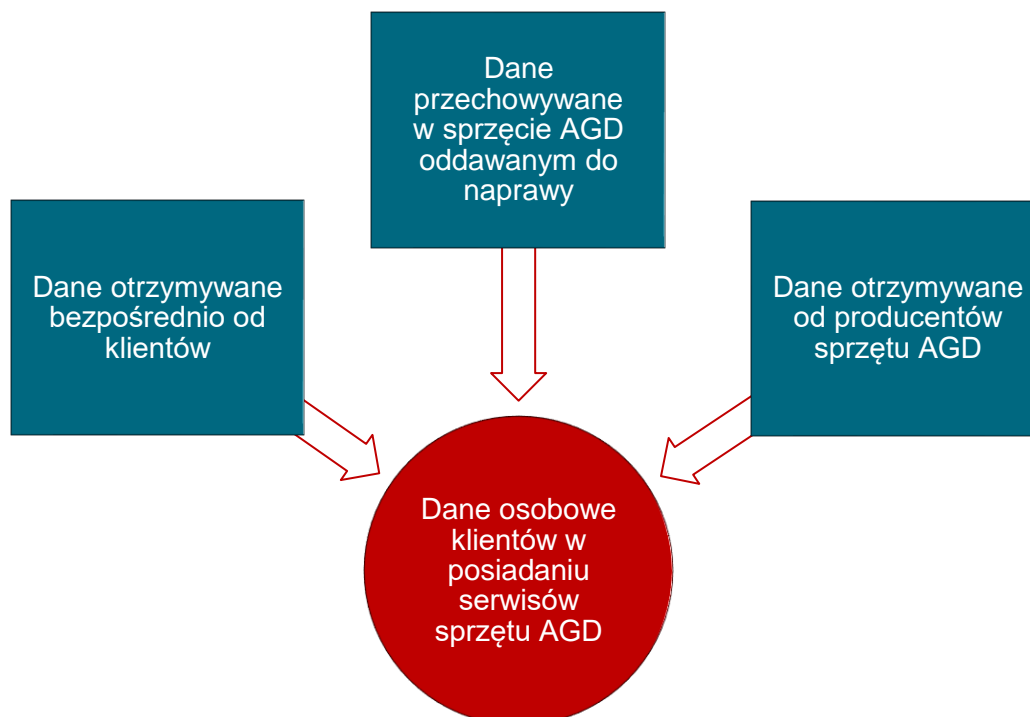 Dane
przechowywane
w sprzęcie AGD
oddawanym do
naprawy
Dane otrzymywane
bezpośrednio od
klientów
Dane otrzymywane
od producentów
sprzętu AGD
Dane osobowe
klientów w
posiadaniu
serwisów
sprzętu AGD